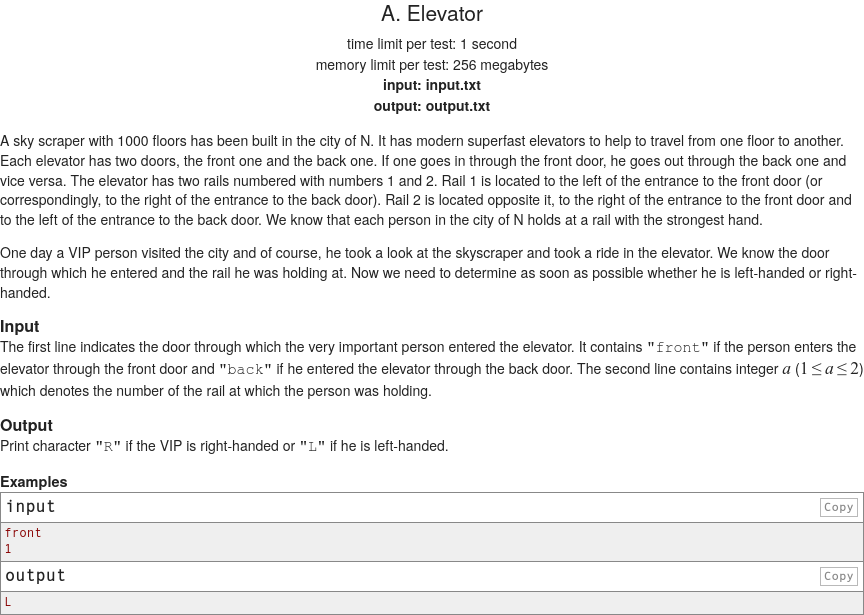 A. Elevator
time limit per test: 1 second
memory limit per test: 256 megabytes
input: input.txt
output: output.txt
A sky scraper with 1000 floors has been built in the city of N. It has modern superfast elevators to help to travel from one floor to another.
Each elevator has two doors, the front one and the back one. If one goes in through the front door, he goes out through the back one and
vice versa. The elevator has two rails numbered with numbers 1 and 2. Rail 1 is located to the left of the entrance to the front door (or
correspondingly, to the right of the entrance to the back door). Rail 2 is located opposite it, to the right of the entrance to the front door and
to the left of the entrance to the back door. We know that each person in the city of N holds at a rail with the strongest hand.
One day a VIP person visited the city and of course, he took a look at the skyscraper and took a ride in the elevator. We know the door
through which he entered and the rail he was holding at. Now we need to determine as soon as possible whether he is left-handed or right-
handed.
Input
The first line indicates the door through which the very important person entered the elevator. It contains "front" if the person enters the
elevator through the front door and "back" if he entered the elevator through the back door. The second line contains integer a (1 ≤ a ≤ 2)
which denotes the number of the rail at which the person was holding.
Output
Print character "R" if the VIP is right-handed or "L" if he is left-handed.
Examples
input Copy
front
1
output Copy
L